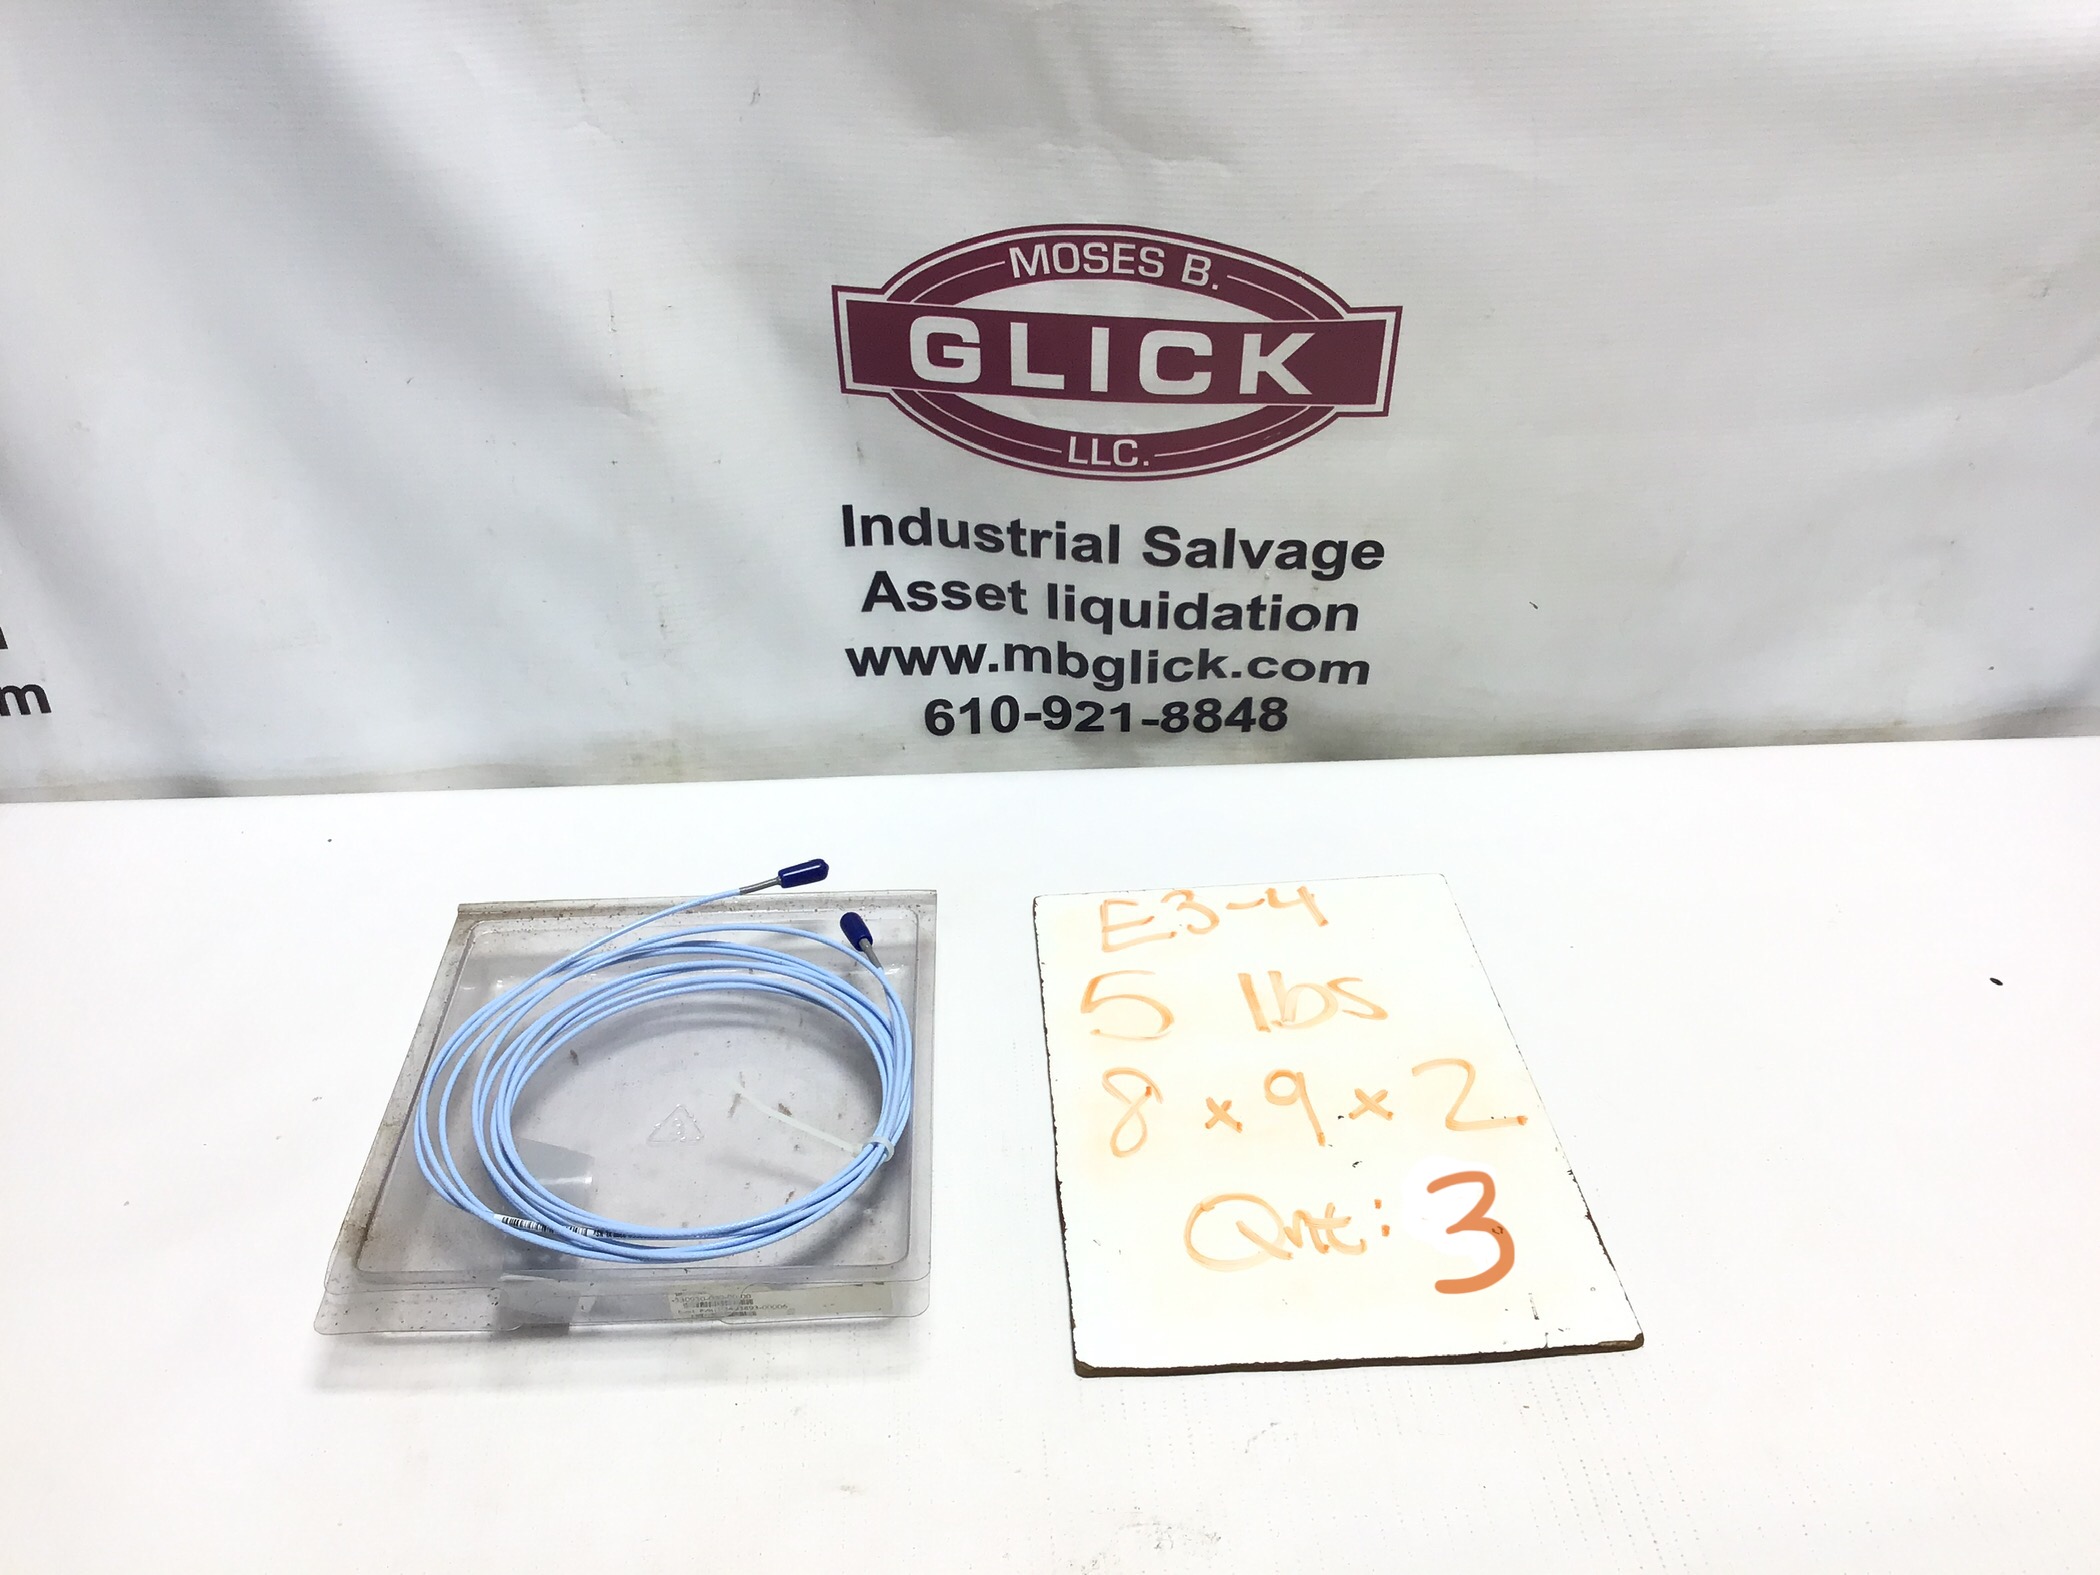 MOSES B.
GLICK
LLC.
Industrial Salvage
Asset liquidation
www.mbglick.com
610-921-8848
m
E3-4
5 lbs
8 x 9 x 2
Qnt: 3